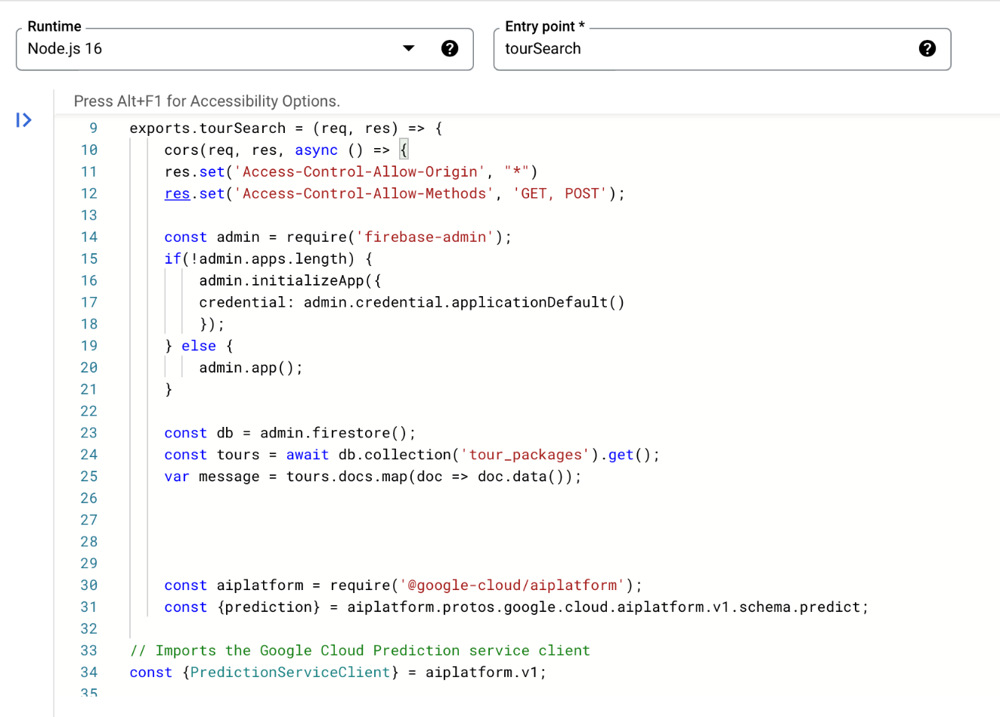 Runtime
Node.js 16
Entry point *
tourSearch
Press Alt+F1 for Accessibility Options.
9 exports.tourSearch = (req, res) => {
10 cors(req, res, async () => {
11 res.set('Access-Control-Allow-Origin', "*")
12 res.set('Access-Control-Allow-Methods', 'GET, POST');
13
14 const admin = require('firebase-admin');
15 if(!admin.apps.length) {
16 admin.initializeApp({
17 credential: admin.credential.applicationDefault()
18 });
19 } else {
20 admin.app();
21 }
22
23 const db = admin.firestore();
24 const tours = await db.collection('tour_packages').get();
25 var message = tours.docs.map(doc => doc.data());
26
27
28
29
30 const aiplatform = require('@google-cloud/aiplatform');
31 const {prediction} = aiplatform.protos.google.cloud.aiplatform.v1.schema.predict;
32
33 // Imports the Google Cloud Prediction service client
34 const {PredictionServiceClient} = aiplatform.v1;
35